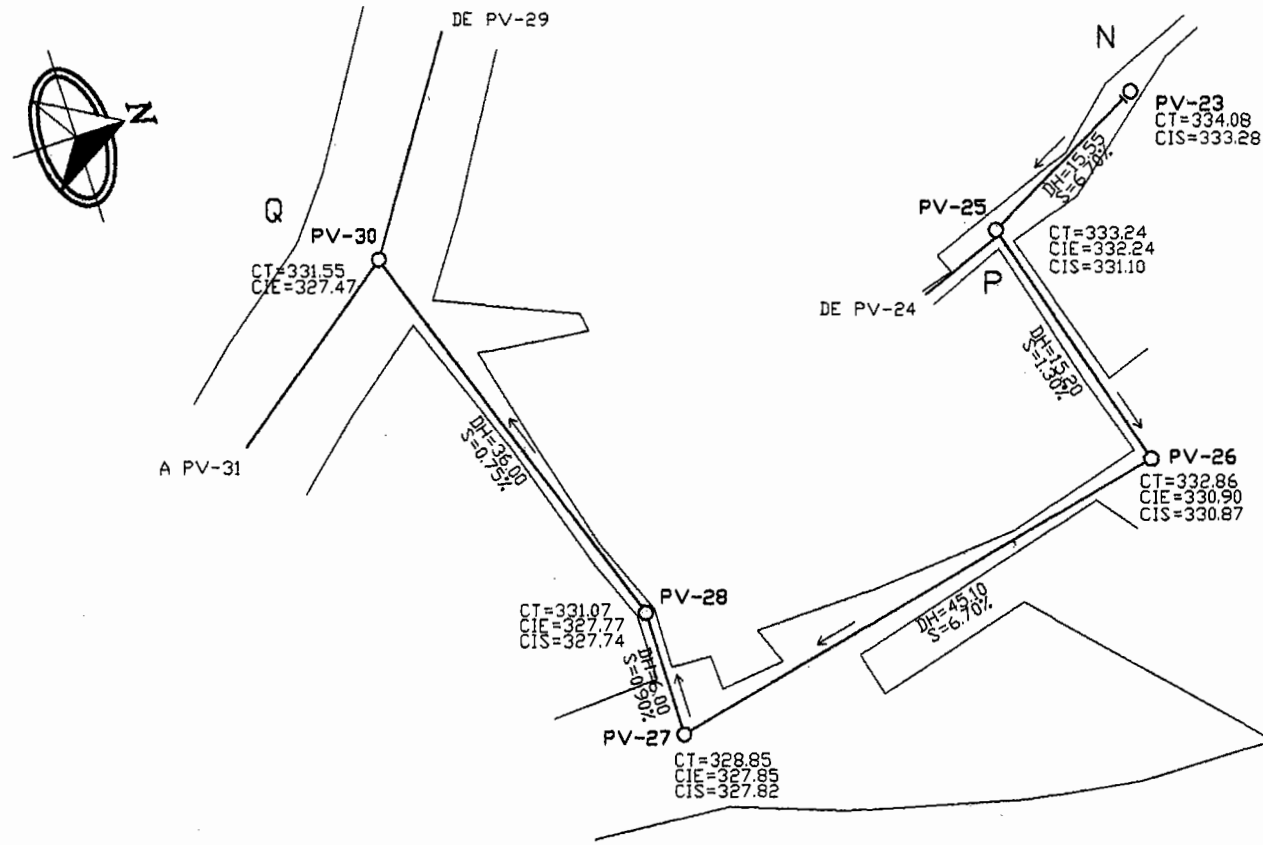 DE PV-29
N
N
PV-23
CT=334.08
CIS=333.28
DH=15.55
S=6.70%
Q
PV-30
CT=331.55
CIE=327.47
PV-25
CT=333.24
CIE=332.24
CIS=331.10
P
DE PV-24
DH=15.20
S=1.30%
A PV-31
DH=36.00
S=0.75%
PV-26
CT=332.86
CIE=330.90
CIS=330.87
PV-28
CT=331.07
CIE=327.77
CIS=327.74
DH=45.10
S=6.70%
DH=6.00
S=0.90%
PV-27
CT=328.85
CIE=327.85
CIS=327.82